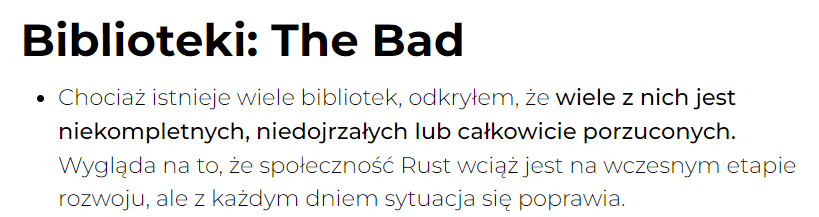 Biblioteki: The Bad
• Chociaż istnieje wiele bibliotek, odkryłem, że wiele z nich jest
niekompletnych, niedojrzałych lub całkowicie porzuconych.
Wygląda na to, że społeczność Rust wciąż jest na wczesnym etapie
rozwoju, ale z każdym dniem sytuacja się poprawia.